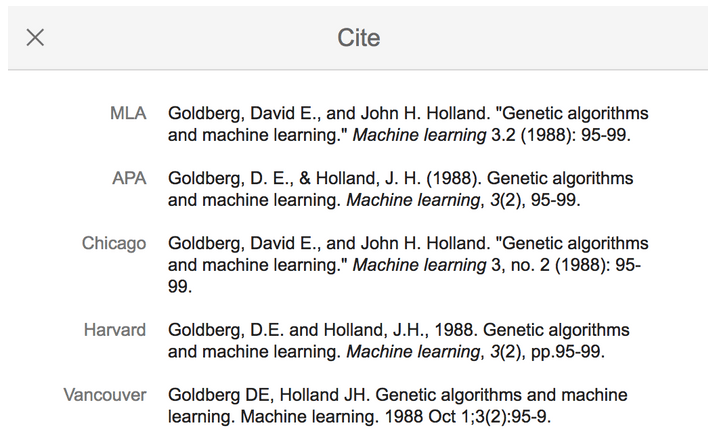 Cite
MLA Goldberg, David E., and John H. Holland. "Genetic algorithms
and machine learning." Machine learning 3.2 (1988): 95-99.
APA Goldberg, D. E., & Holland, J. H. (1988). Genetic algorithms
and machine learning. Machine learning, 3(2), 95-99.
Chicago Goldberg, David E., and John H. Holland. "Genetic algorithms
and machine learning." Machine learning 3, no. 2 (1988): 95-
99.
Harvard Goldberg, D.E. and Holland, J.H., 1988. Genetic algorithms
and machine learning. Machine learning, 3(2), pp.95-99.
Vancouver Goldberg DE, Holland JH. Genetic algorithms and machine
learning. Machine learning. 1988 Oct 1;3(2):95-9.